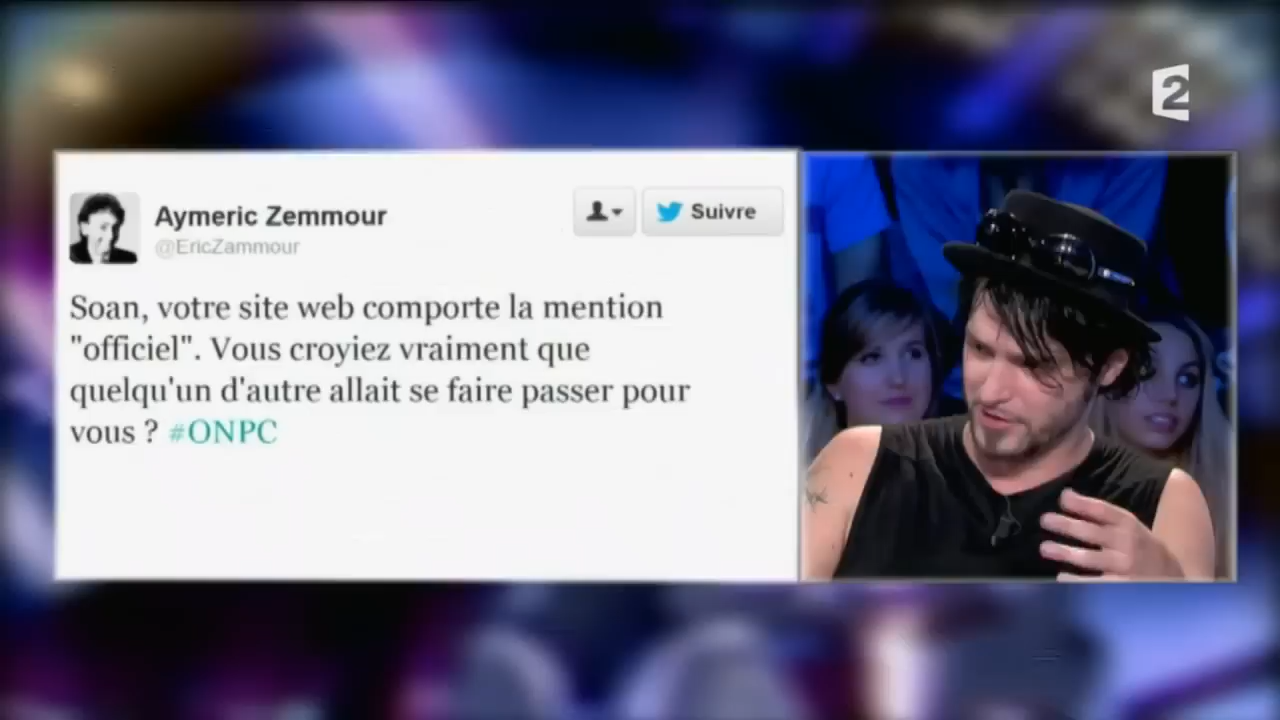 2
Aymeric Zemmour
@EricZammour
Suivre
Soan, votre site web comporte la mention
"officiel". Vous croyiez vraiment que
quelqu'un d'autre allait se faire passer pour
vous ? #ONPC